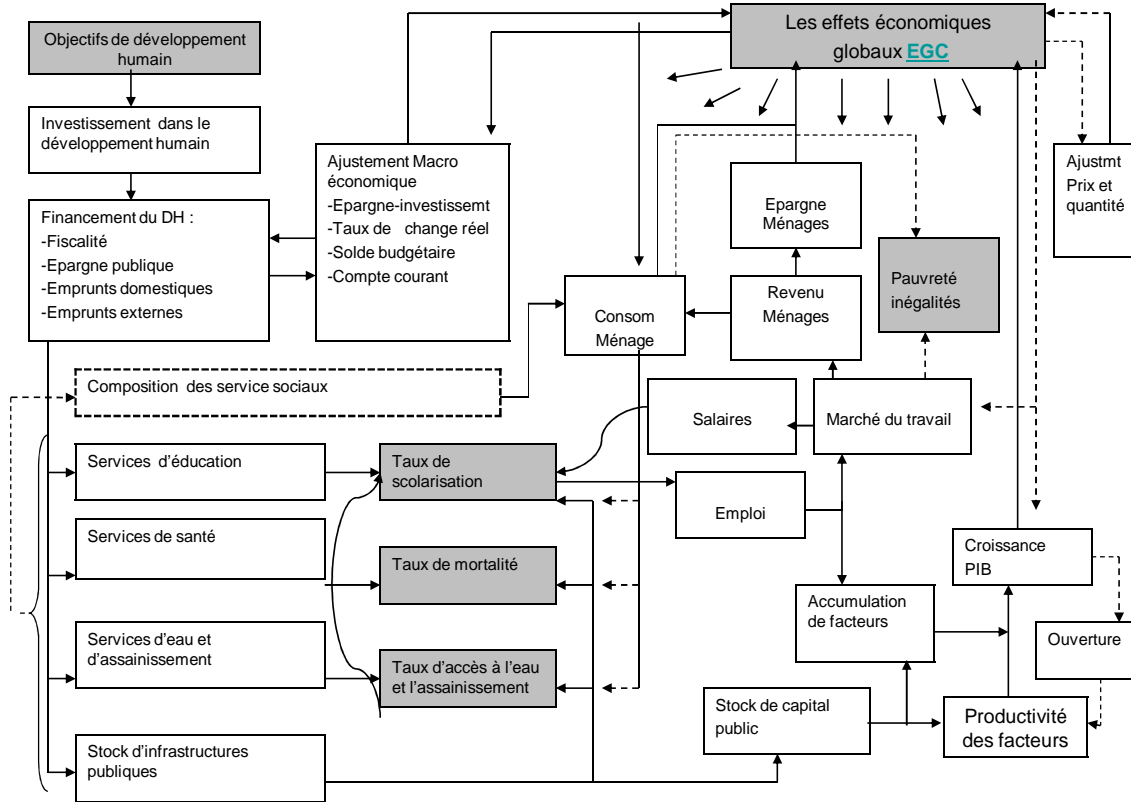 Objectifs de développement
humain
Les effets économiques
globaux EGC
Investissement dans le
développement humain
Ajustement Macro
économique
-Epargne-investissemt
-Taux de change réel
-Solde budgétaire
-Compte courant
Ajustmt
Prix et
quantité
Financement du DH :
-Fiscalité
-Epargne publique
-Emprunts domestiques
-Emprunts externes
Epargne
Ménages
Pauvreté
inégalités
Revenu
Ménages
Consom
Ménage
Composition des service sociaux
Salaires
Marché du travail
Services d'éducation
Taux de
scolarisation
Emploi
Services de santé
Taux de mortalité
Croissance
PIB
Accumulation
de facteurs
Services d'eau et
d'assainissement
Taux d'accès à l'eau
et l'assainissement
Ouverture
Stock de capital
public
Productivité
des facteurs
Stock d'infrastructures
publiques